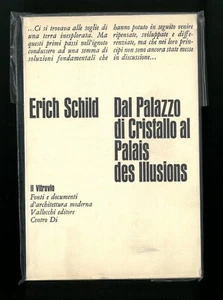 ...Ci si trovava alle soglie di
una terra inesplorata. Ma
questi primi passi nell'ignoto
condussero ad una somma di
soluzioni fondamentali che
hanno potuto in seguito venire
ripensate, sviluppate e diffe-
renziate, ma che nei loro prin-
cipi non sono ancora state messe
in discussione...
Erich Schild
Dal Palazzo
di Cristallo al
Palais
des Illusions
il Vitruvio
Fonti e documenti
d'architettura moderna
Vallecchi editore
Centro Di